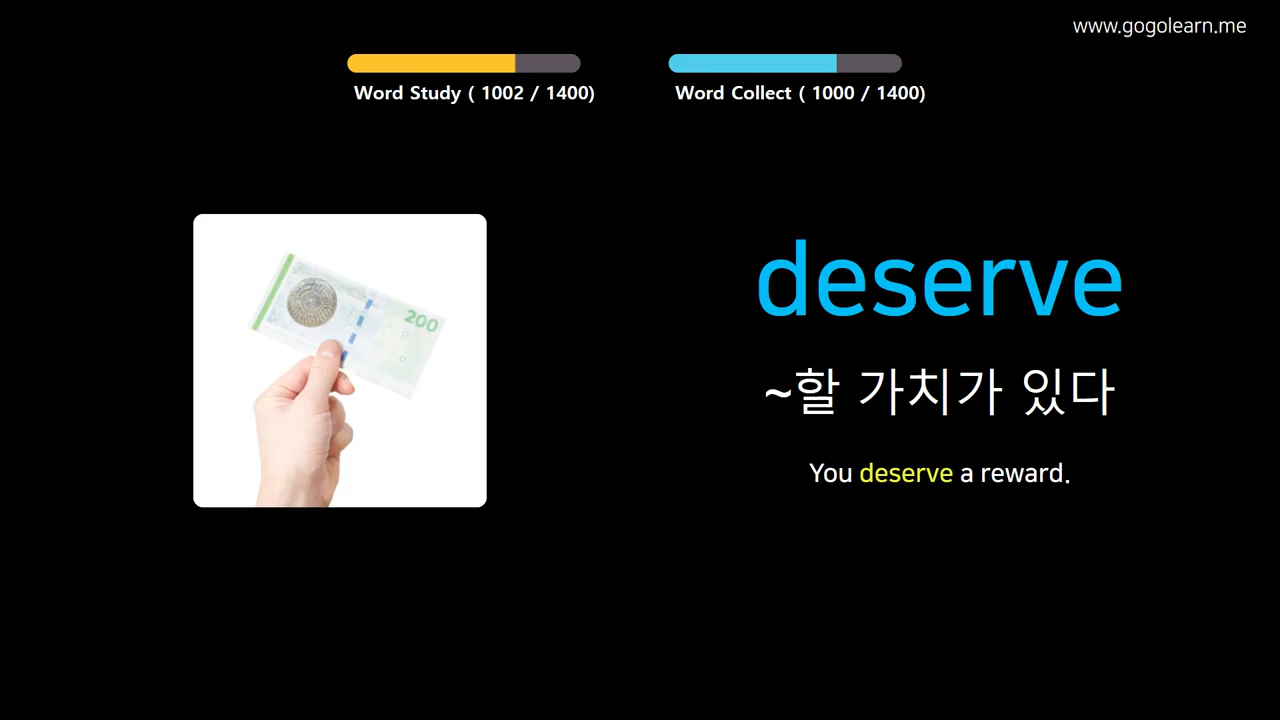 www.gogolearn.me
Word Study ( 1002 / 1400)
Word Collect ( 1000 / 1400)
200
deserve
~할 가치가 있다
You deserve a reward.